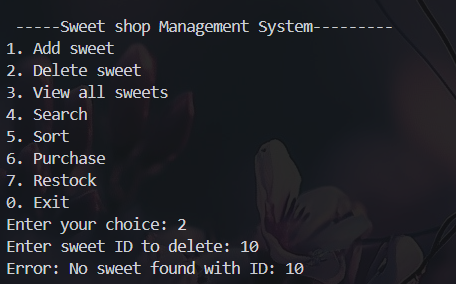 -----Sweet shop Management System---------
1. Add sweet
2. Delete sweet
3. View all sweets
4. Search
5. Sort
6. Purchase
7. Restock
0. Exit
Enter your choice: 2
Enter sweet ID to delete: 10
Error: No sweet found with ID: 10